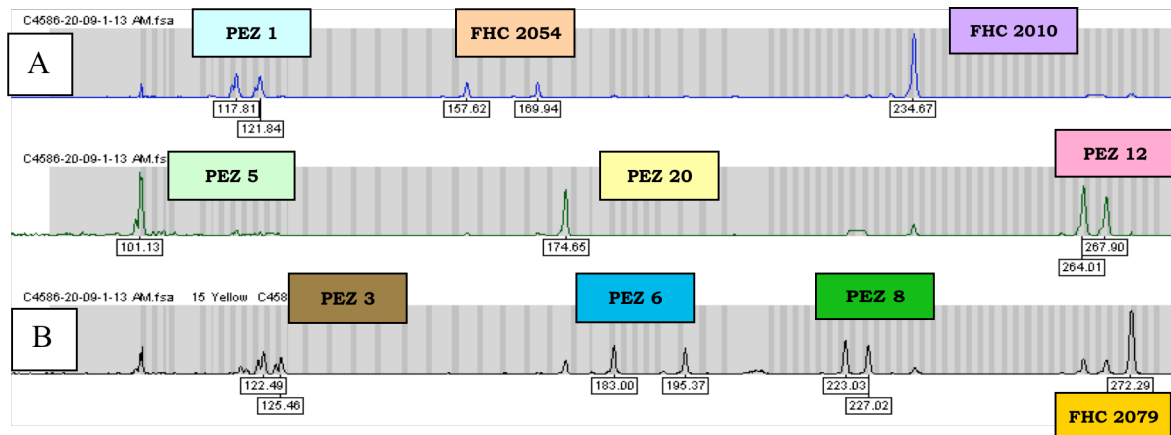 C4586-20-09-1-13 AM.fsa
A
PEZ 1
FHC 2054
FHC 2010
117.81
121.84
157.62
169.94
234.67
C4586-20-09-1-13 AM.fs
PEZ 5
PEZ 20
PEZ 12
101.13
174.65
264.01
267.90
C4586-20-09-1-13 AM.fsa 15 Yellow C458
B
PEZ 3
PEZ 6
PEZ 8
122.49
125.46
183.00
195.37
223.03
227.02
272.29
FHC 2079